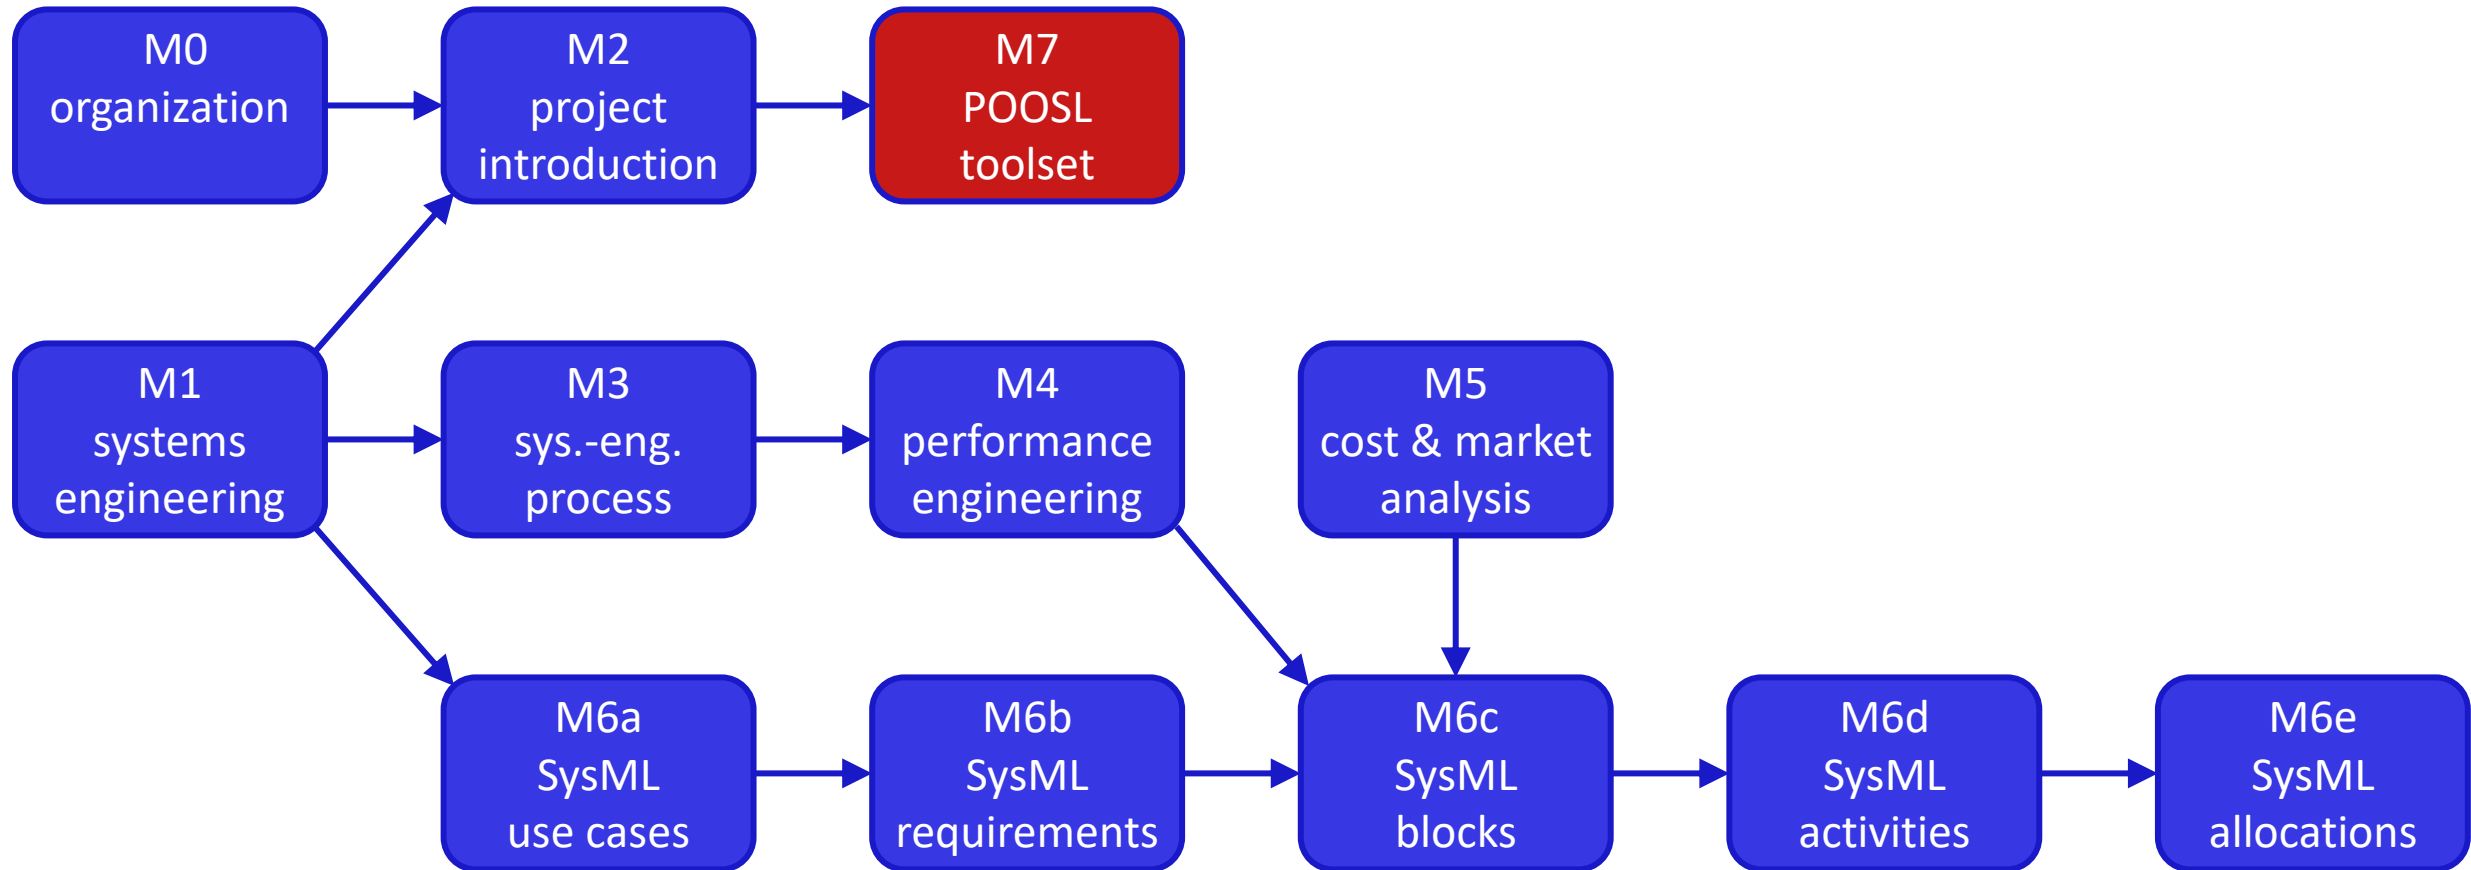 M0
organization
M2
project
introduction
M7
POOSL
toolset
M1
systems
engineering
M3
sys.-eng.
process
M4
performance
engineering
M5
cost & market
analysis
M6a
SysML
use cases
M6b
SysML
requirements
M6c
SysML
blocks
M6d
SysML
activities
M6e
SysML
allocations